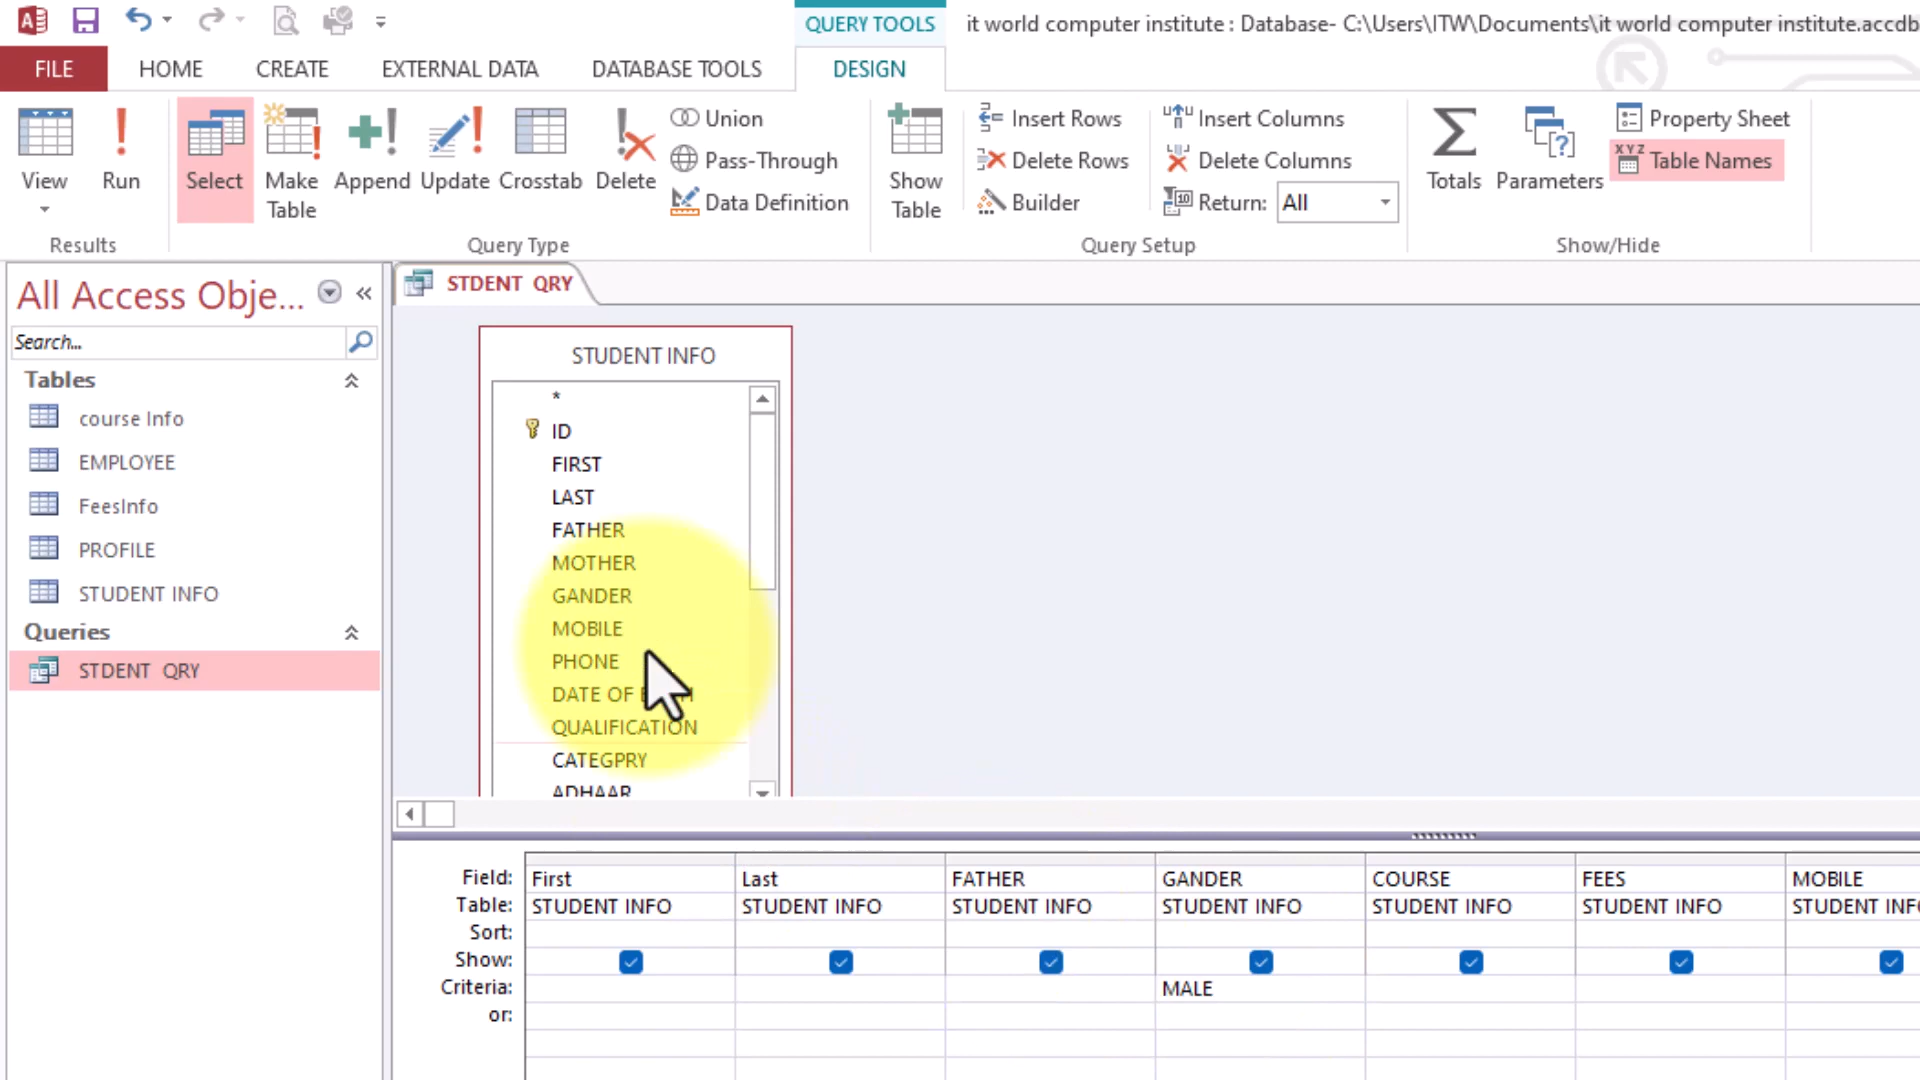 QUERY TOOLS
it world computer institute : Database- C:\Users\ITW\Documents\it world computer institute.accdb
FILE HOME CREATE EXTERNAL DATA DATABASE TOOLS DESIGN
View Run Select Make Table Append Update Crosstab Delete
Union
Pass-Through
Data Definition
Show Table
Insert Rows
Delete Rows
Builder
Insert Columns
Delete Columns
Return: All
Totals Parameters
Property Sheet
Table Names
Results Query Type Query Setup Show/Hide
All Access Obje...
Search...
Tables
course Info
EMPLOYEE
FeesInfo
PROFILE
STUDENT INFO
Queries
STDENT QRY
STDENT QRY
STUDENT INFO
*
ID
FIRST
LAST
FATHER
MOTHER
GANDER
MOBILE
PHONE
DATE OF
QUALIFICATION
CATEGPRY
ADHAAR
Field: First Last FATHER GANDER COURSE FEES MOBILE
Table: STUDENT INFO STUDENT INFO STUDENT INFO STUDENT INFO STUDENT INFO STUDENT INFO STUDENT INF
Sort:
Show:
Criteria: MALE
or: